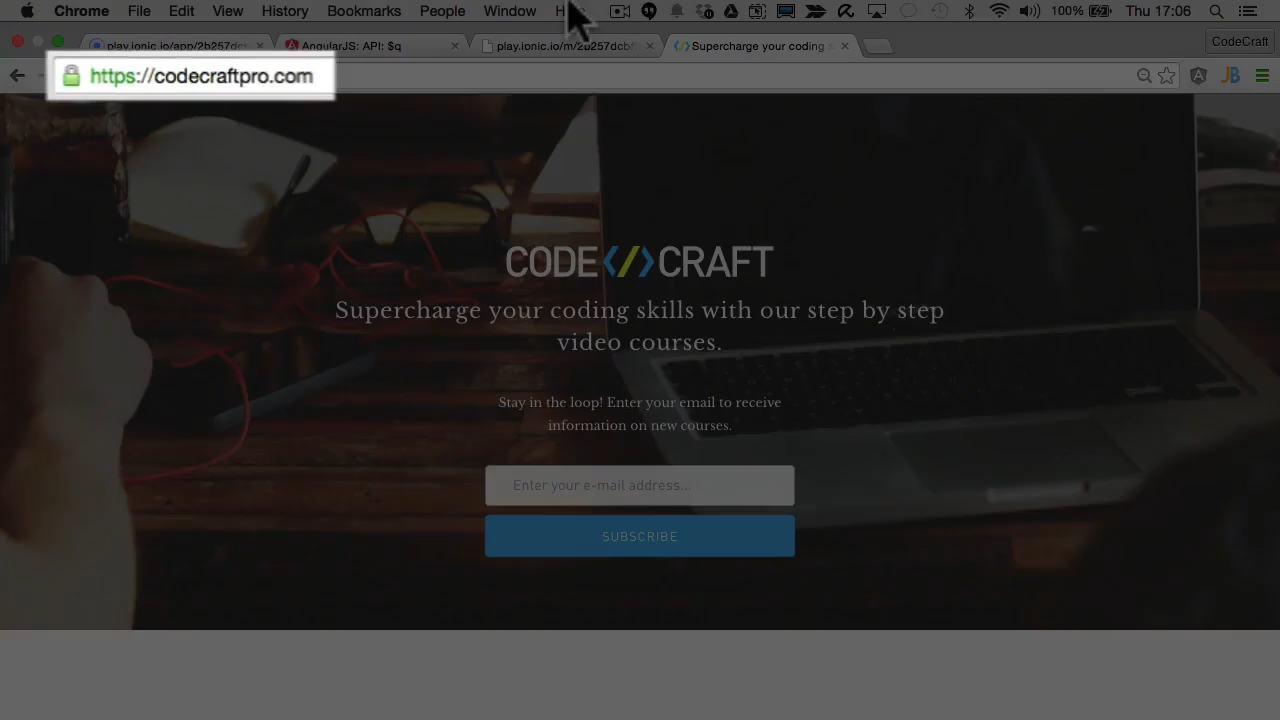 Chrome File Edit View History Bookmarks People Window 100% Thu 17:06
AngularJS: API: $q Supercharge your coding CodeCraft
https://codecraftpro.com JB
CODE CRAFT
Supercharge your coding skills with our step by step
video courses.
Stay in the loop! Enter your email to receive
information on new courses.
Enter your e-mail address...
SUBSCRIBE